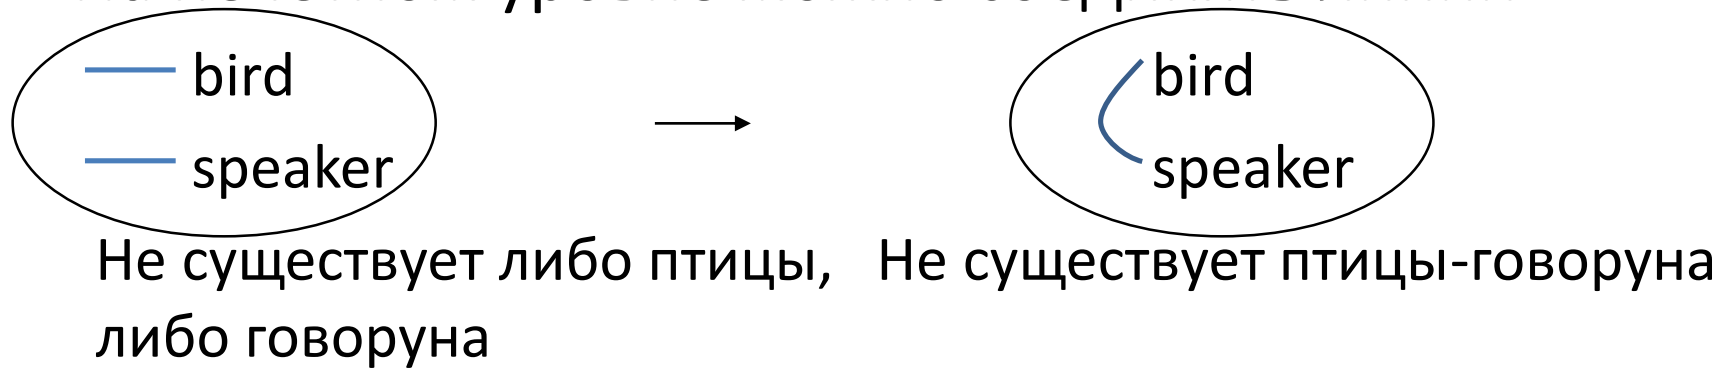 bird
speaker
bird
speaker
Не существует либо птицы,
либо говоруна
Не существует птицы-говоруна